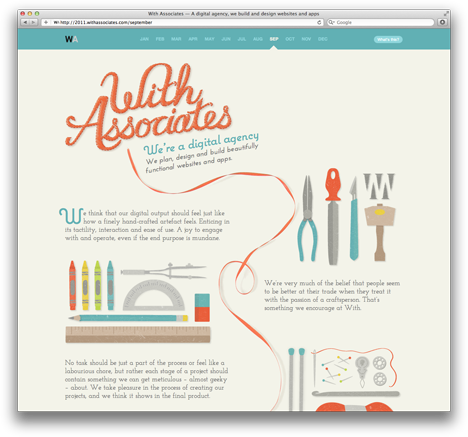 With Associates — A digital agency, we build and design websites and apps
http://2011.withassociates.com/september
Google
WA
JAN FEB MAR APR MAY JUN JUL AUG SEP OCT NOV DEC
What's this?
With
Associates
We're a digital agency
We plan, design and build beautifully
functional websites and apps.
We think that our digital output should feel just like
how a finely hand-crafted artefact feels. Enticing in
its tactility, interaction and ease of use. A joy to engage
with and operate, even if the end purpose is mundane.
W
We're very much of the belief that people seem
to be better at their trade when they treat it
with the passion of a craftsperson. That's
something we encourage at With.
No task should be just a part of the process or feel like a
labourious chore, but rather each stage of a project should
contain something we can get meticulous – almost geeky
– about. We take pleasure in the process of creating our
projects, and we think it shows in the final product.